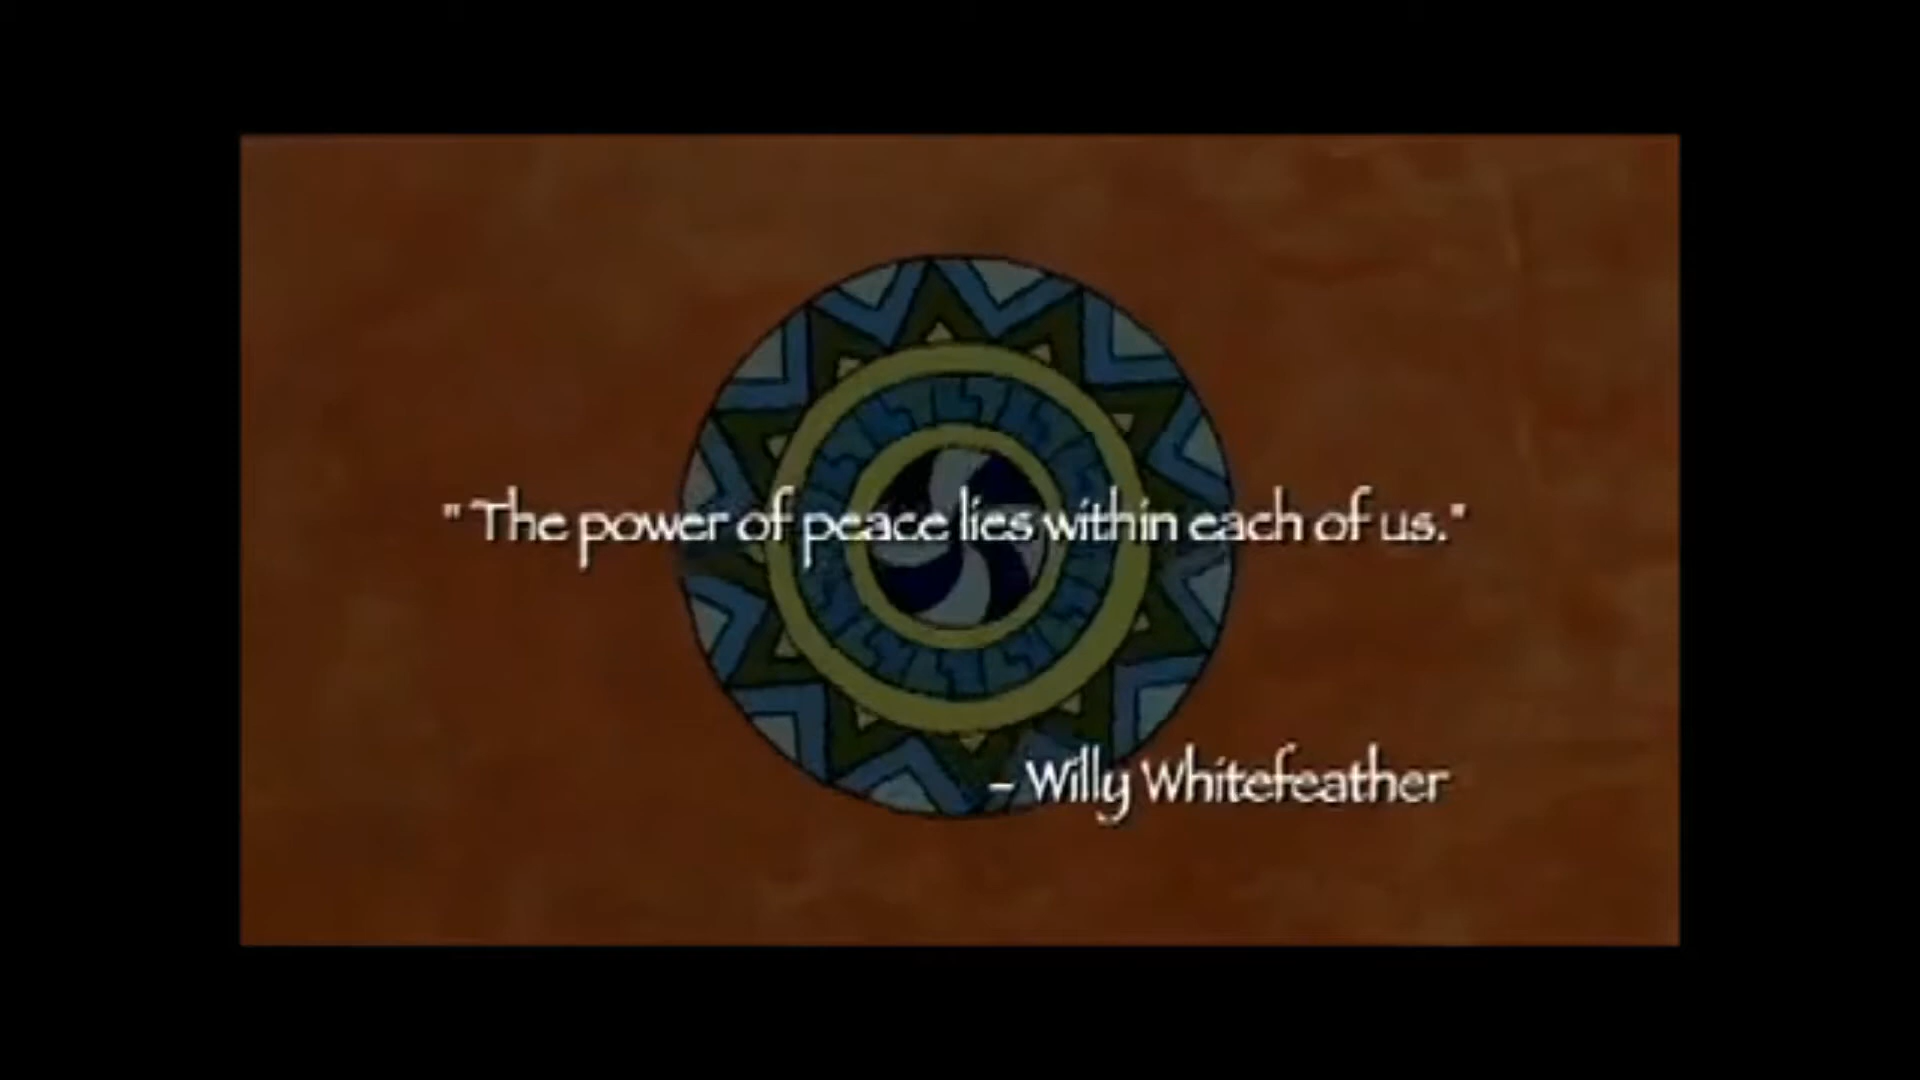 " The power of peace lies within each of us."
- Willy Whitefeather